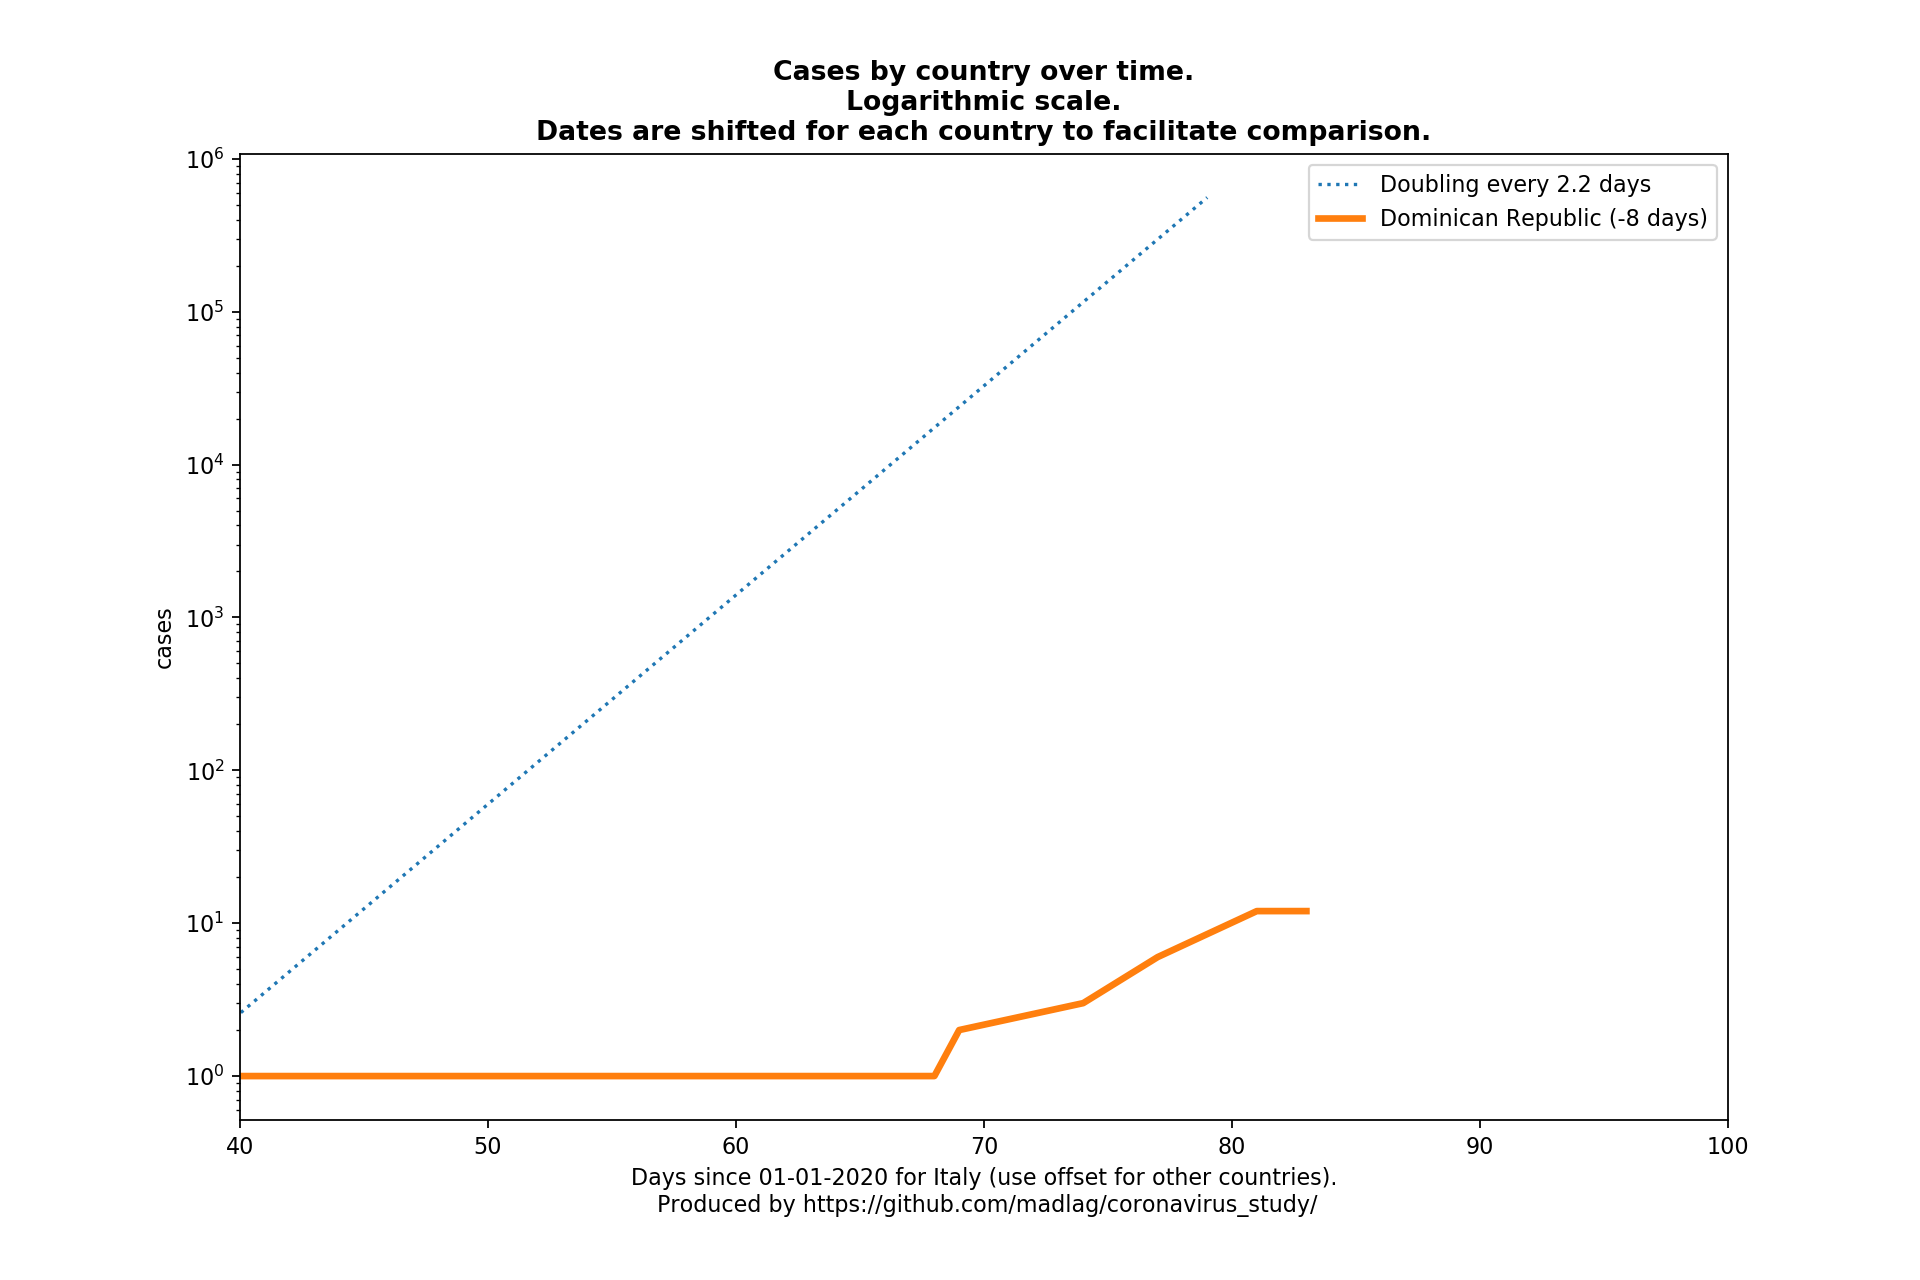 Cases by country over time.
Logarithmic scale.
Dates are shifted for each country to facilitate comparison.
Doubling every 2.2 days
Dominican Republic (-8 days)
10⁶
10⁵
10⁴
10³
10²
10¹
10⁰
cases
40 50 60 70 80 90 100
Days since 01-01-2020 for Italy (use offset for other countries).
Produced by https://github.com/madlag/coronavirus_study/